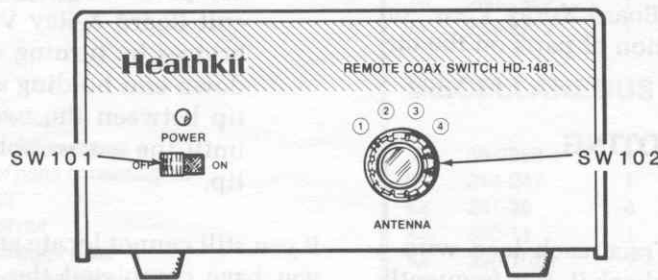 Heathkit
REMOTE COAX SWITCH HD-1481
POWER
OFF ON
1 2 3 4
ANTENNA
SW101
SW102